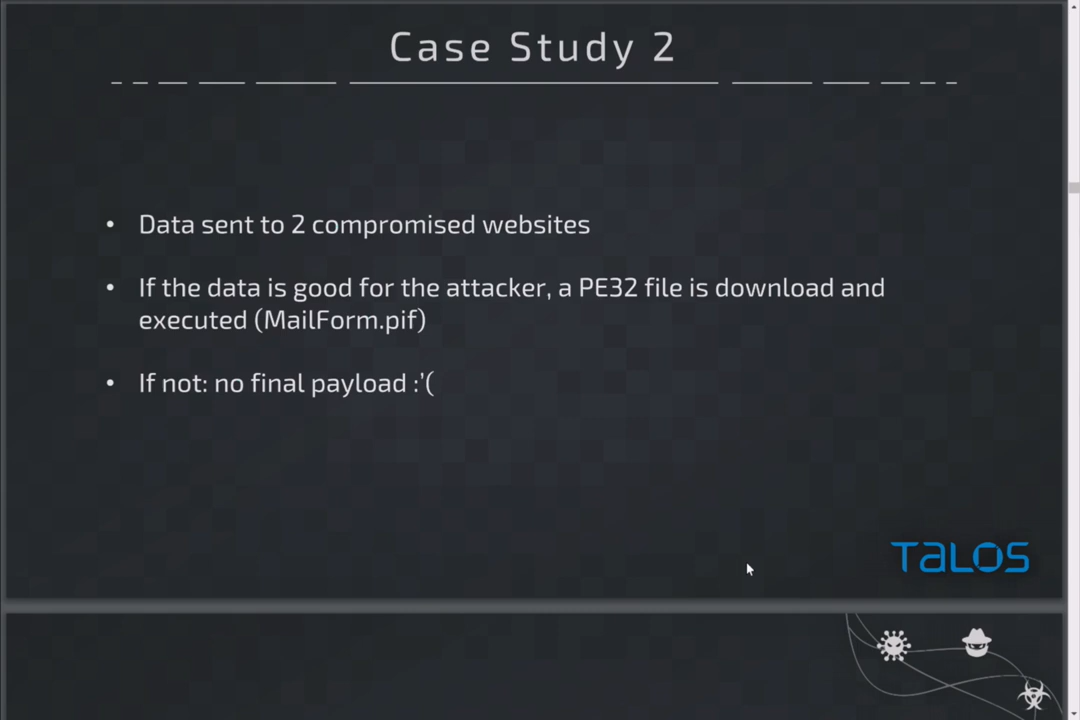 Case Study 2
• Data sent to 2 compromised websites
• If the data is good for the attacker, a PE32 file is download and
executed (MailForm.pif)
• If not: no final payload :’(
TALOS